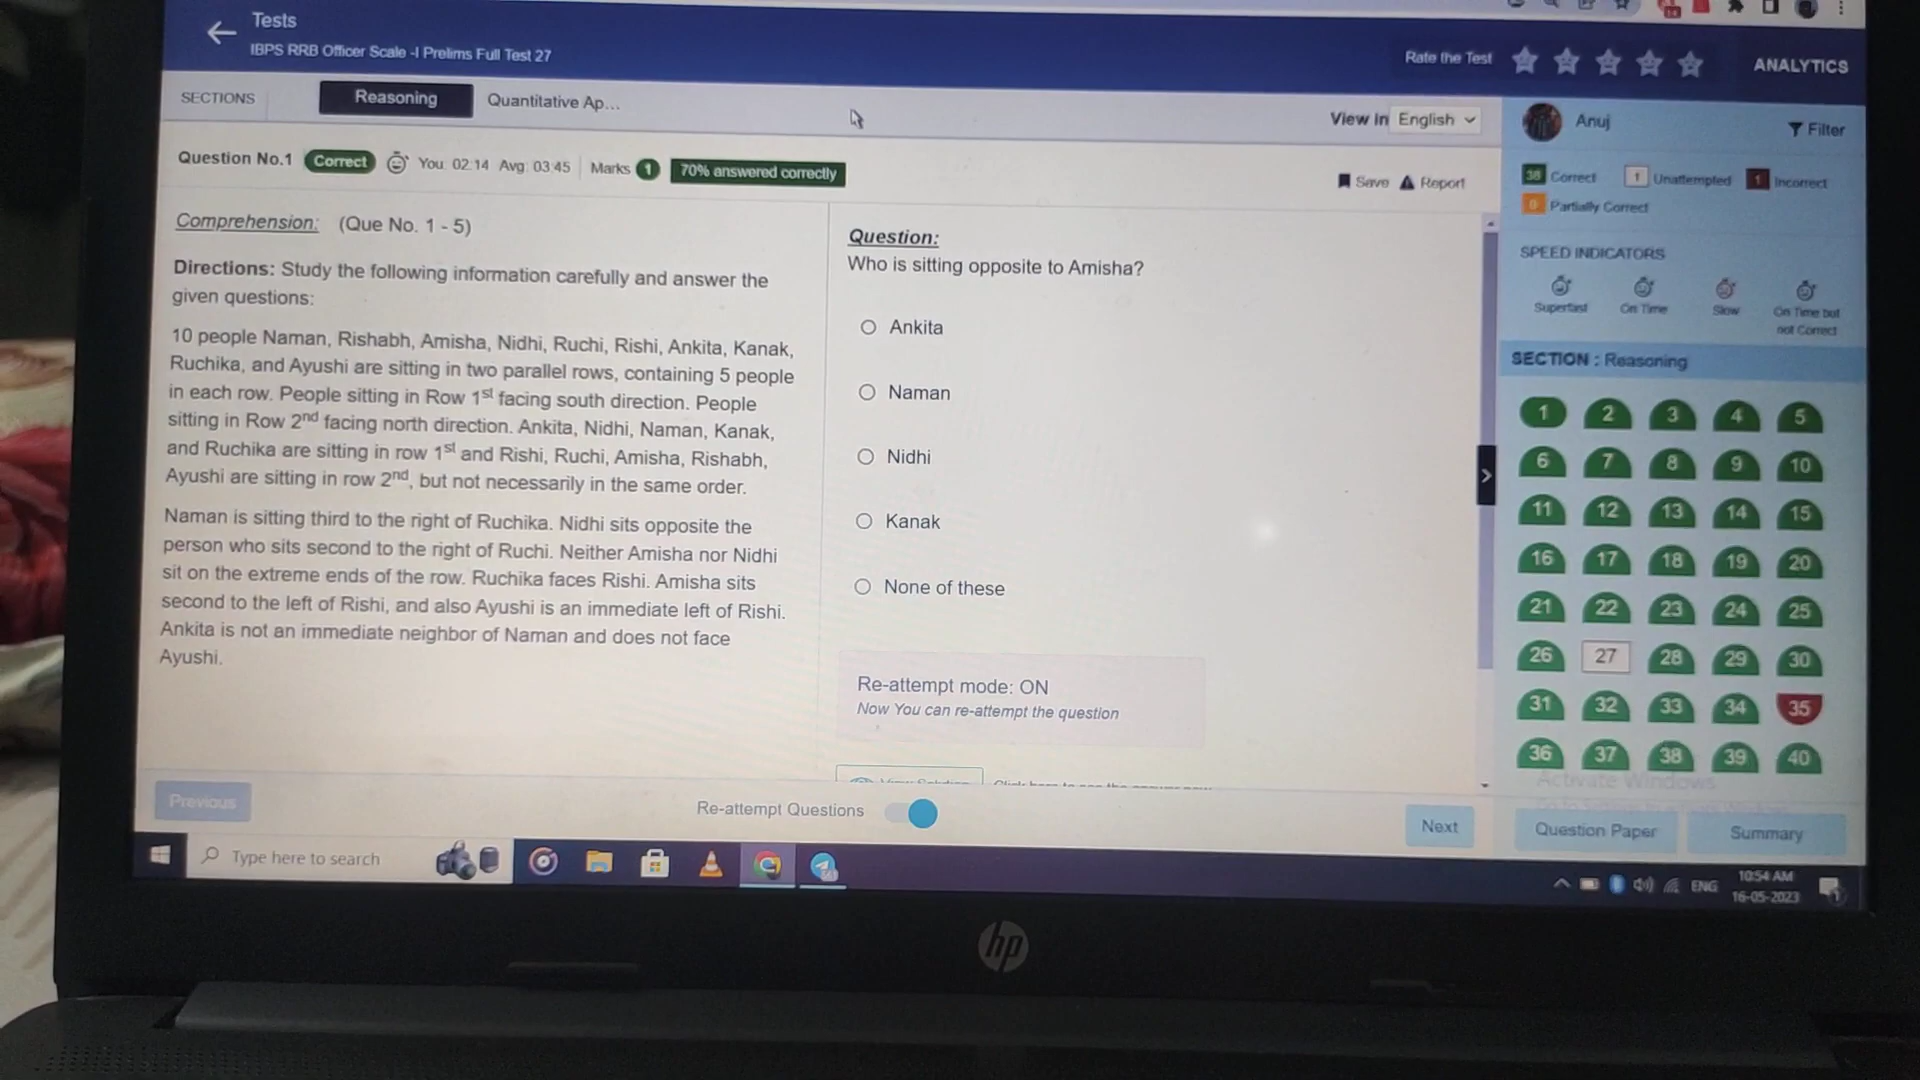 Tests
IBPS RRB Officer Scale -I Prelims Full Test 27
Rate the Test
ANALYTICS
SECTIONS
Reasoning
Quantitative Ap...
View in English
Anuj
Filter
Question No.1 Correct You: 02:14 Avg: 03:45 Marks 1 70% answered correctly
Save Report
38 Correct 1 Unattempted 1 Incorrect
0 Partially Correct
Comprehension: (Que No. 1 - 5)
Directions: Study the following information carefully and answer the
given questions:
10 people Naman, Rishabh, Amisha, Nidhi, Ruchi, Rishi, Ankita, Kanak,
Ruchika, and Ayushi are sitting in two parallel rows, containing 5 people
in each row. People sitting in Row 1st facing south direction. People
sitting in Row 2nd facing north direction. Ankita, Nidhi, Naman, Kanak,
and Ruchika are sitting in row 1st and Rishi, Ruchi, Amisha, Rishabh,
Ayushi are sitting in row 2nd, but not necessarily in the same order.
Naman is sitting third to the right of Ruchika. Nidhi sits opposite the
person who sits second to the right of Ruchi. Neither Amisha nor Nidhi
sit on the extreme ends of the row. Ruchika faces Rishi. Amisha sits
second to the left of Rishi, and also Ayushi is an immediate left of Rishi.
Ankita is not an immediate neighbor of Naman and does not face
Ayushi.
Question:
Who is sitting opposite to Amisha?
Ankita
Naman
Nidhi
Kanak
None of these
Re-attempt mode: ON
Now You can re-attempt the question
SPEED INDICATORS
Superfast On Time Slow On Time but
not Correct
SECTION : Reasoning
1 2 3 4 5
6 7 8 9 10
11 12 13 14 15
16 17 18 19 20
21 22 23 24 25
26 27 28 29 30
31 32 33 34 35
36 37 38 39 40
Activate Windows
Previous
Re-attempt Questions
Next
Question Paper
Summary
Type here to search
ENG
10:54 AM
16-05-2023
hp